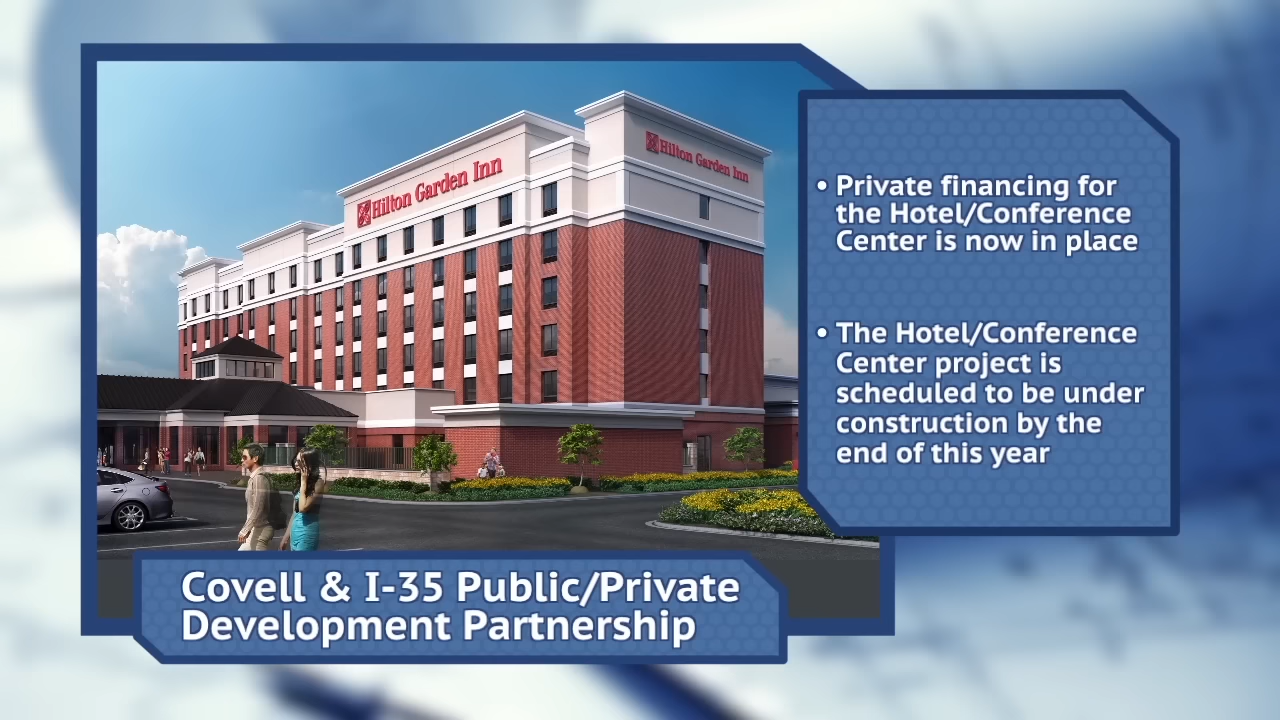 Hilton Garden Inn
Hilton Garden Inn
• Private financing for
the Hotel/Conference
Center is now in place
• The Hotel/Conference
Center project is
scheduled to be under
construction by the
end of this year
Covell & I-35 Public/Private
Development Partnership